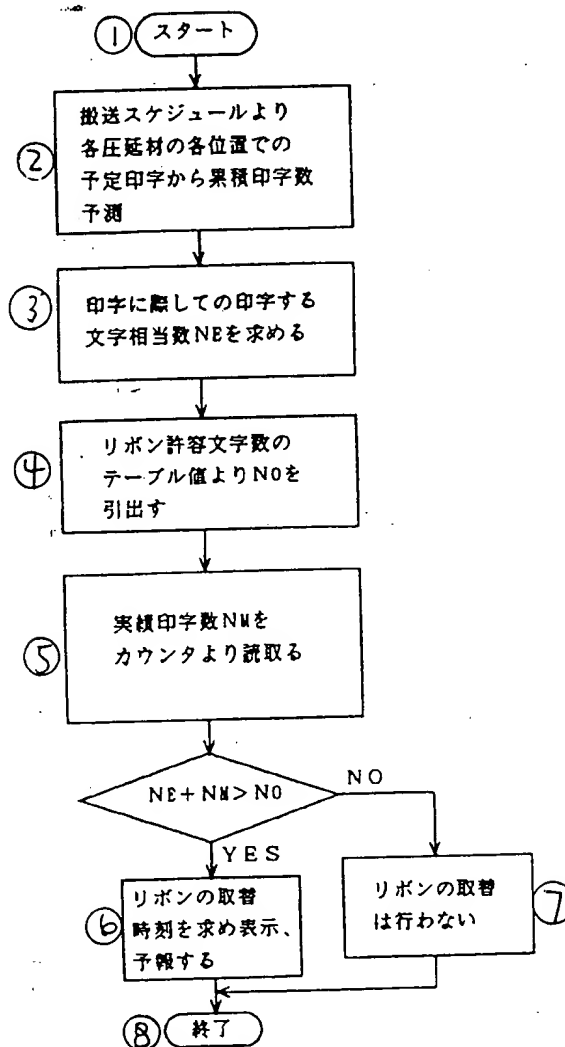 ① スタート
搬送スケジュールより
② 各圧延材の各位置での
予定印字から累積印字数
予測
③ 印字に際しての印字する
文字相当数NEを求める
リボン許容文字数の
④ テーブル値よりN0を
引出す
実績印字数NMを
⑤ カウンタより読取る
NE+NM>N0
NO
YES
リボンの取替
⑥ 時刻を求め表示、
予報する
リボンの取替
は行わない ⑦
⑧ 終了